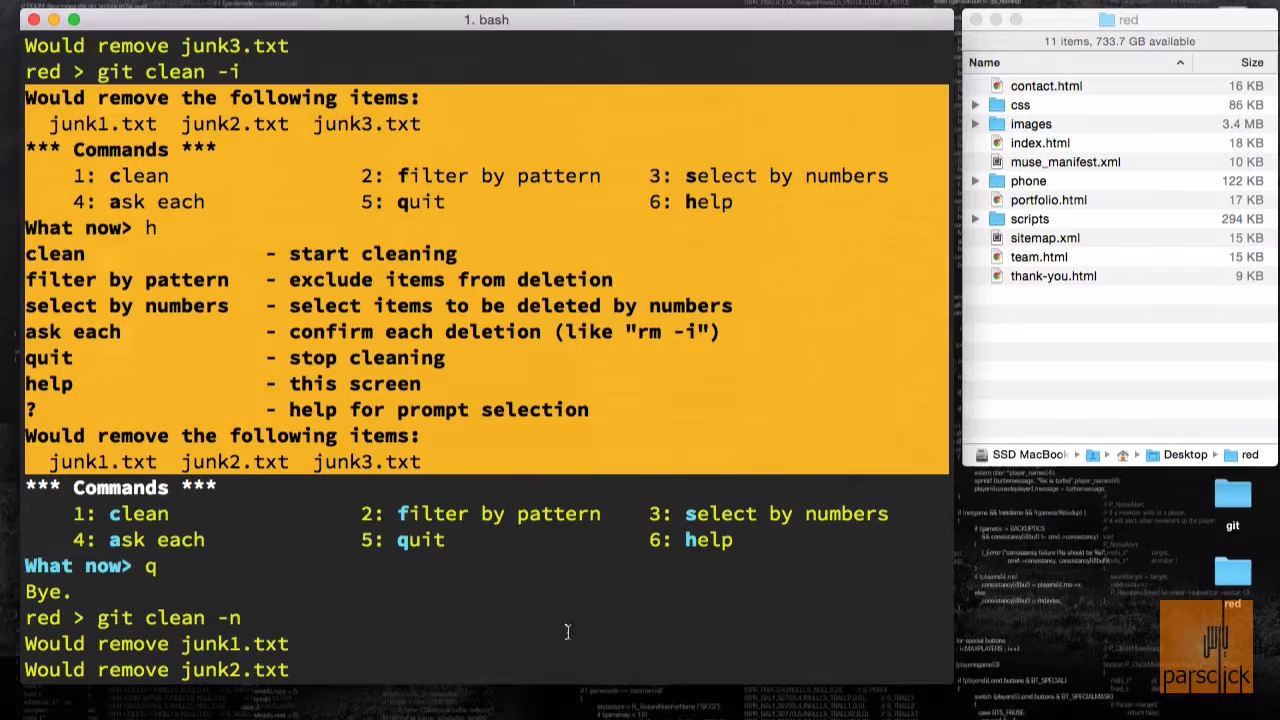 1. bash
Would remove junk3.txt
red > git clean -i
Would remove the following items:
junk1.txt junk2.txt junk3.txt
*** Commands ***
1: clean 2: filter by pattern 3: select by numbers
4: ask each 5: quit 6: help
What now> h
clean - start cleaning
filter by pattern - exclude items from deletion
select by numbers - select items to be deleted by numbers
ask each - confirm each deletion (like "rm -i")
quit - stop cleaning
help - this screen
? - help for prompt selection
Would remove the following items:
junk1.txt junk2.txt junk3.txt
*** Commands ***
1: clean 2: filter by pattern 3: select by numbers
4: ask each 5: quit 6: help
What now> q
Bye.
red > git clean -n
Would remove junk1.txt
Would remove junk2.txt
red
11 items, 733.7 GB available
Name Size
contact.html 16 KB
css 86 KB
images 3.4 MB
index.html 18 KB
muse_manifest.xml 10 KB
phone 122 KB
portfolio.html 17 KB
scripts 294 KB
sitemap.xml 15 KB
team.html 15 KB
thank-you.html 9 KB
SSD MacBook Desktop red
git
red
پارس
parsclick